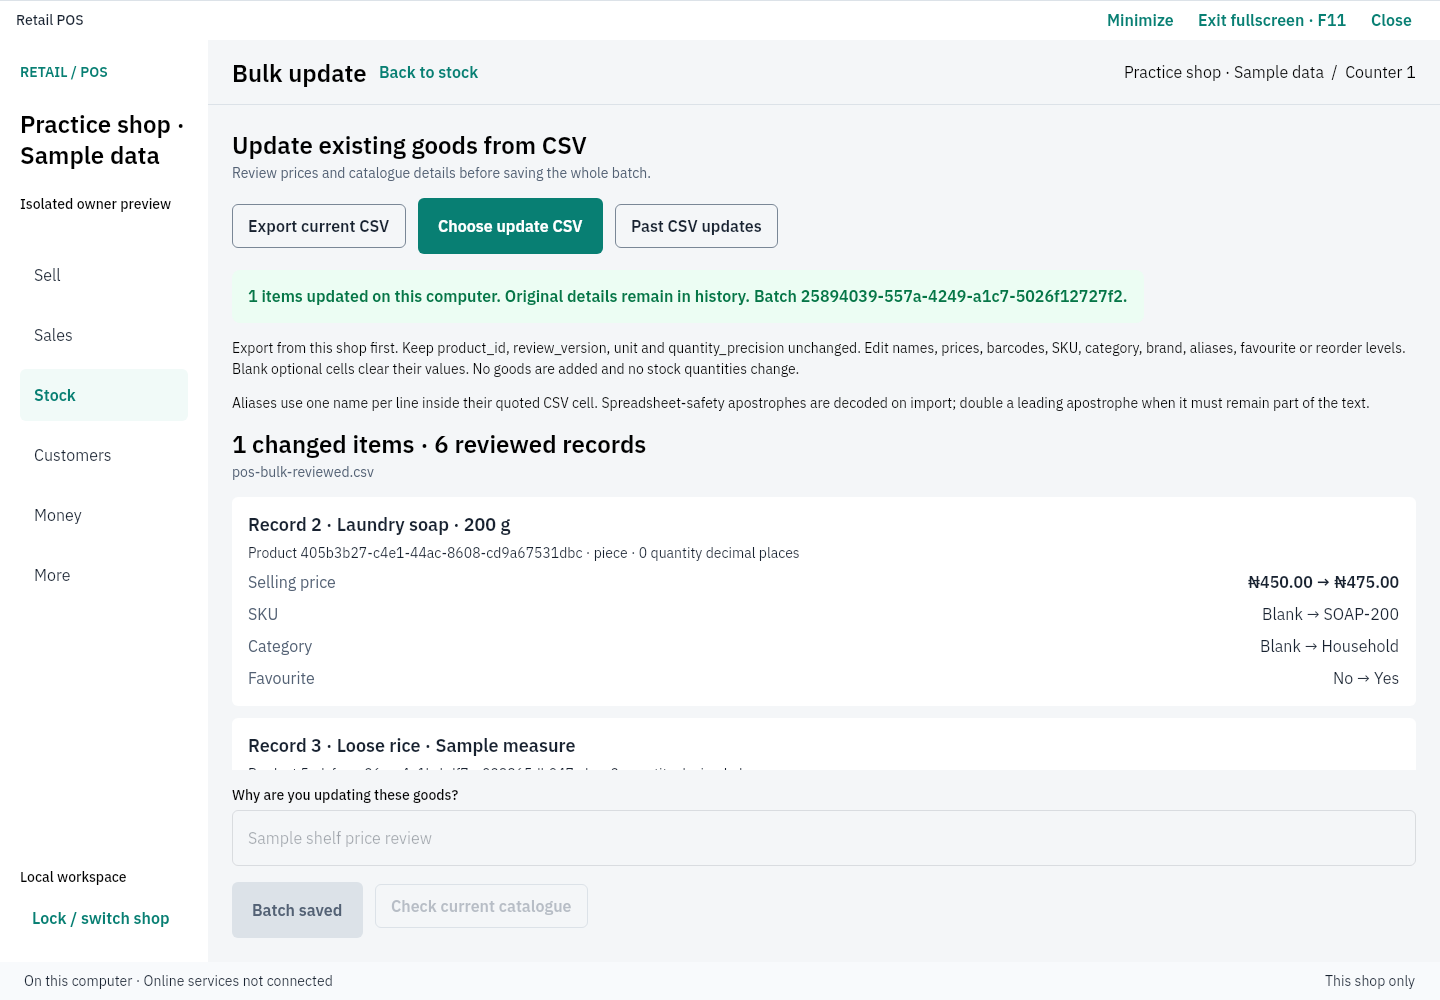 Retail POS
Minimize
Exit fullscreen · F11
Close
RETAIL / POS
Practice shop ·
Sample data
Isolated owner preview
Sell
Sales
Stock
Customers
Money
More
Local workspace
Lock / switch shop
Bulk update
Back to stock
Practice shop · Sample data / Counter 1
Update existing goods from CSV
Review prices and catalogue details before saving the whole batch.
Export current CSV
Choose update CSV
Past CSV updates
1 items updated on this computer. Original details remain in history. Batch 25894039-557a-4249-a1c7-5026f12727f2.
Export from this shop first. Keep product_id, review_version, unit and quantity_precision unchanged. Edit names, prices, barcodes, SKU, category, brand, aliases, favourite or reorder levels.
Blank optional cells clear their values. No goods are added and no stock quantities change.
Aliases use one name per line inside their quoted CSV cell. Spreadsheet-safety apostrophes are decoded on import; double a leading apostrophe when it must remain part of the text.
1 changed items · 6 reviewed records
pos-bulk-reviewed.csv
Record 2 · Laundry soap · 200 g
Product 405b3b27-c4e1-44ac-8608-cd9a67531dbc · piece · 0 quantity decimal places
Selling price
₦450.00 → ₦475.00
SKU
Blank → SOAP-200
Category
Blank → Household
Favourite
No → Yes
Record 3 · Loose rice · Sample measure
Why are you updating these goods?
Sample shelf price review
Batch saved
Check current catalogue
On this computer · Online services not connected
This shop only